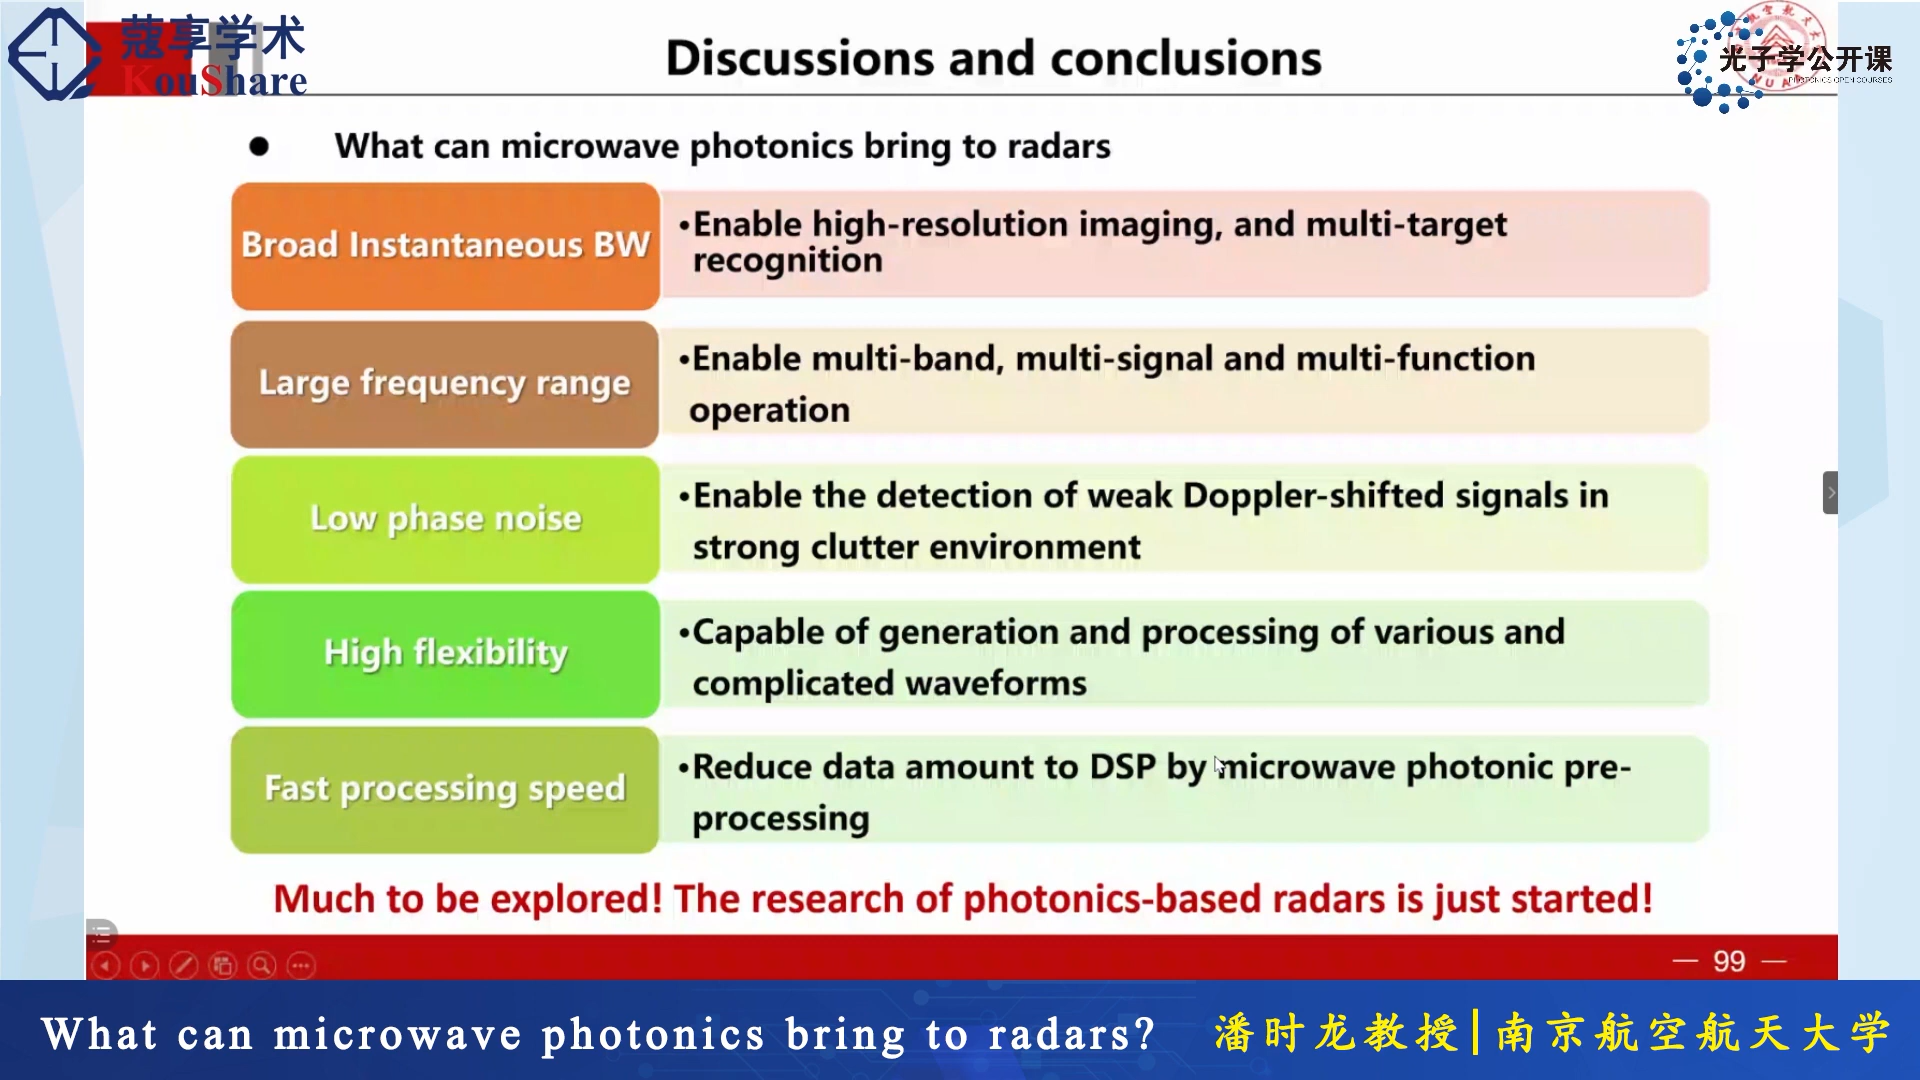 蔻享学术
KouShare
Discussions and conclusions
光子学公开课
PHOTONICS OPEN COURSES
● What can microwave photonics bring to radars
Broad Instantaneous BW
•Enable high-resolution imaging, and multi-target
recognition
Large frequency range
•Enable multi-band, multi-signal and multi-function
operation
Low phase noise
•Enable the detection of weak Doppler-shifted signals in
strong clutter environment
High flexibility
•Capable of generation and processing of various and
complicated waveforms
Fast processing speed
•Reduce data amount to DSP by microwave photonic pre-
processing
Much to be explored! The research of photonics-based radars is just started!
— 99 —
What can microwave photonics bring to radars?
潘时龙教授|南京航空航天大学